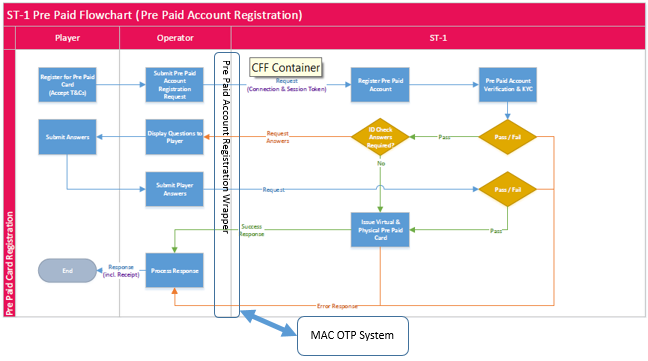 ST-1 Pre Paid Flowchart (Pre Paid Account Registration)
Player
Operator
ST-1
Pre Paid Card Registration
Pre Paid Account Registration Wrapper
CFF Container
Register for Pre Paid
Card
(Accept T&Cs)
Submit Pre Paid
Account
Registration
Request
Request
(Connection & Session Token)
Register Pre Paid
Account
Pre Paid Account
Verification & KYC
Submit Answers
Display Questions to
Player
Request
Answers
ID Check
Answers
Required?
Pass
Pass / Fail
No
Submit Player
Answers
Request
Pass / Fail
Success
Response
Issue Virtual &
Physical Pre Paid
Card
Pass
End
Response
(incl. Receipt)
Process Response
Error Response
MAC OTP System